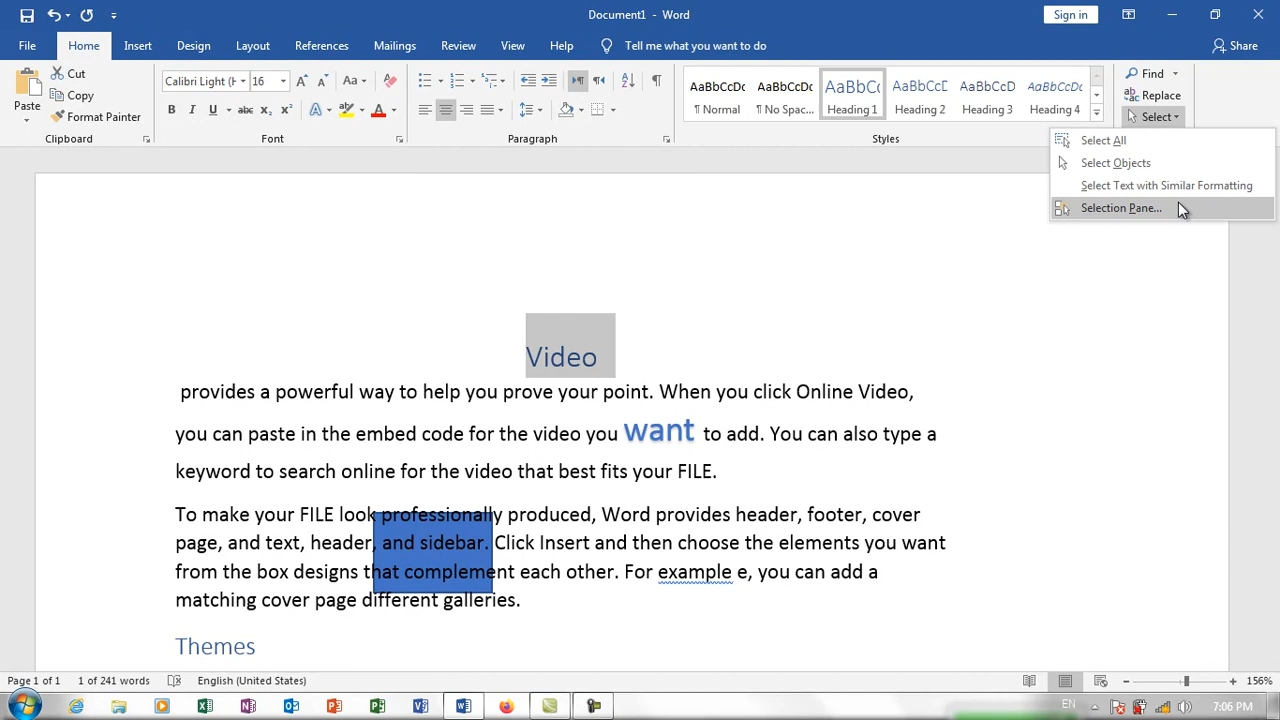 Document1 - Word
Sign in
File Home Insert Design Layout References Mailings Review View Help Tell me what you want to do Share
Paste
Cut
Copy
Format Painter
Clipboard
Calibri Light (H 16 Aa
B I U abc x₂ x² A A
Font
Paragraph
AaBbCcDc AaBbCcDc AaBbCc AaBbCcD AaBbCcD AaBbCcD
¶ Normal ¶ No Spac... Heading 1 Heading 2 Heading 3 Heading 4
Styles
Find
Replace
Select
Select All
Select Objects
Select Text with Similar Formatting
Selection Pane...
Video
provides a powerful way to help you prove your point. When you click Online Video,
you can paste in the embed code for the video you want to add. You can also type a
keyword to search online for the video that best fits your FILE.
To make your FILE look professionally produced, Word provides header, footer, cover
page, and text, header, and sidebar. Click Insert and then choose the elements you want
from the box designs that complement each other. For example e, you can add a
matching cover page different galleries.
Themes
Page 1 of 1 1 of 241 words English (United States) 156%
EN 7:06 PM